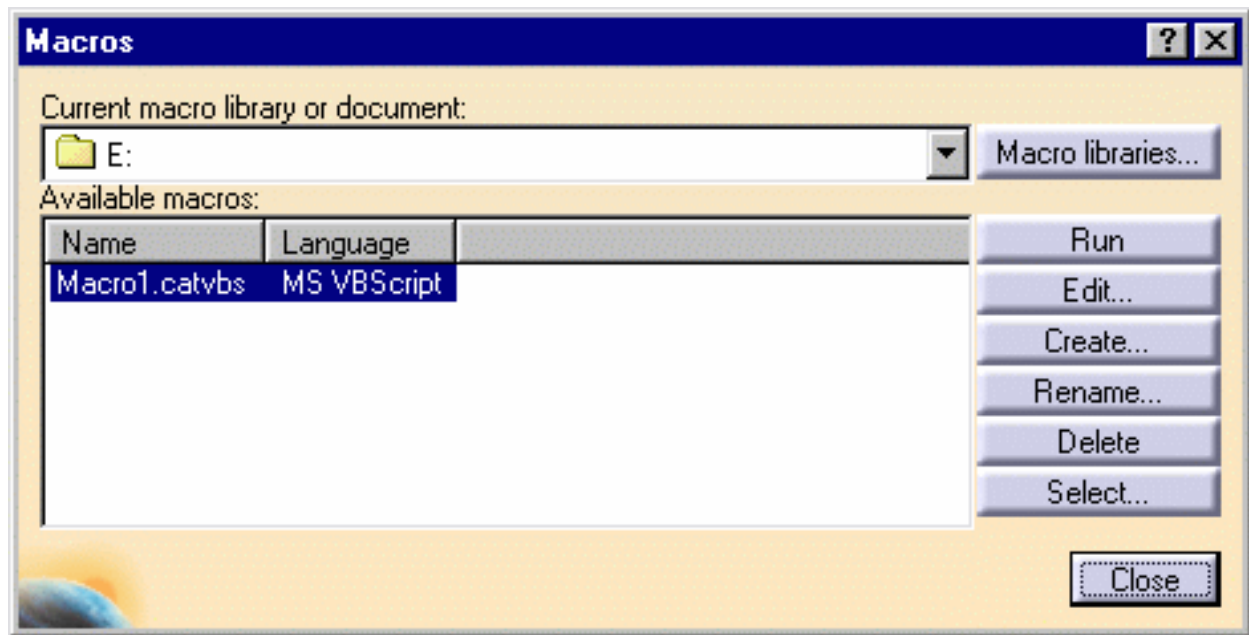 Macros
Current macro library or document:
E: Macro libraries...
Available macros:
Name Language Run
Macro1.catvbs MS VBScript Edit...
Create...
Rename...
Delete
Select...
Close